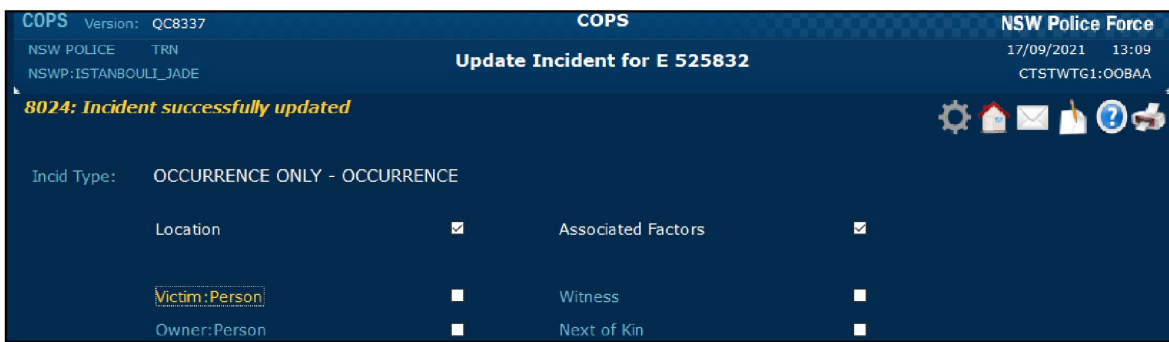 COPS Version: QC8337 COPS NSW Police Force
NSW POLICE TRN 17/09/2021 13:09
Update Incident for E 525832
NSWP:ISTANBOULI_JADE CTSTWTG1:OOBAA
8024: Incident successfully updated
Incid Type: OCCURRENCE ONLY - OCCURRENCE
Location Associated Factors
Victim:Person Witness
Owner:Person Next of Kin